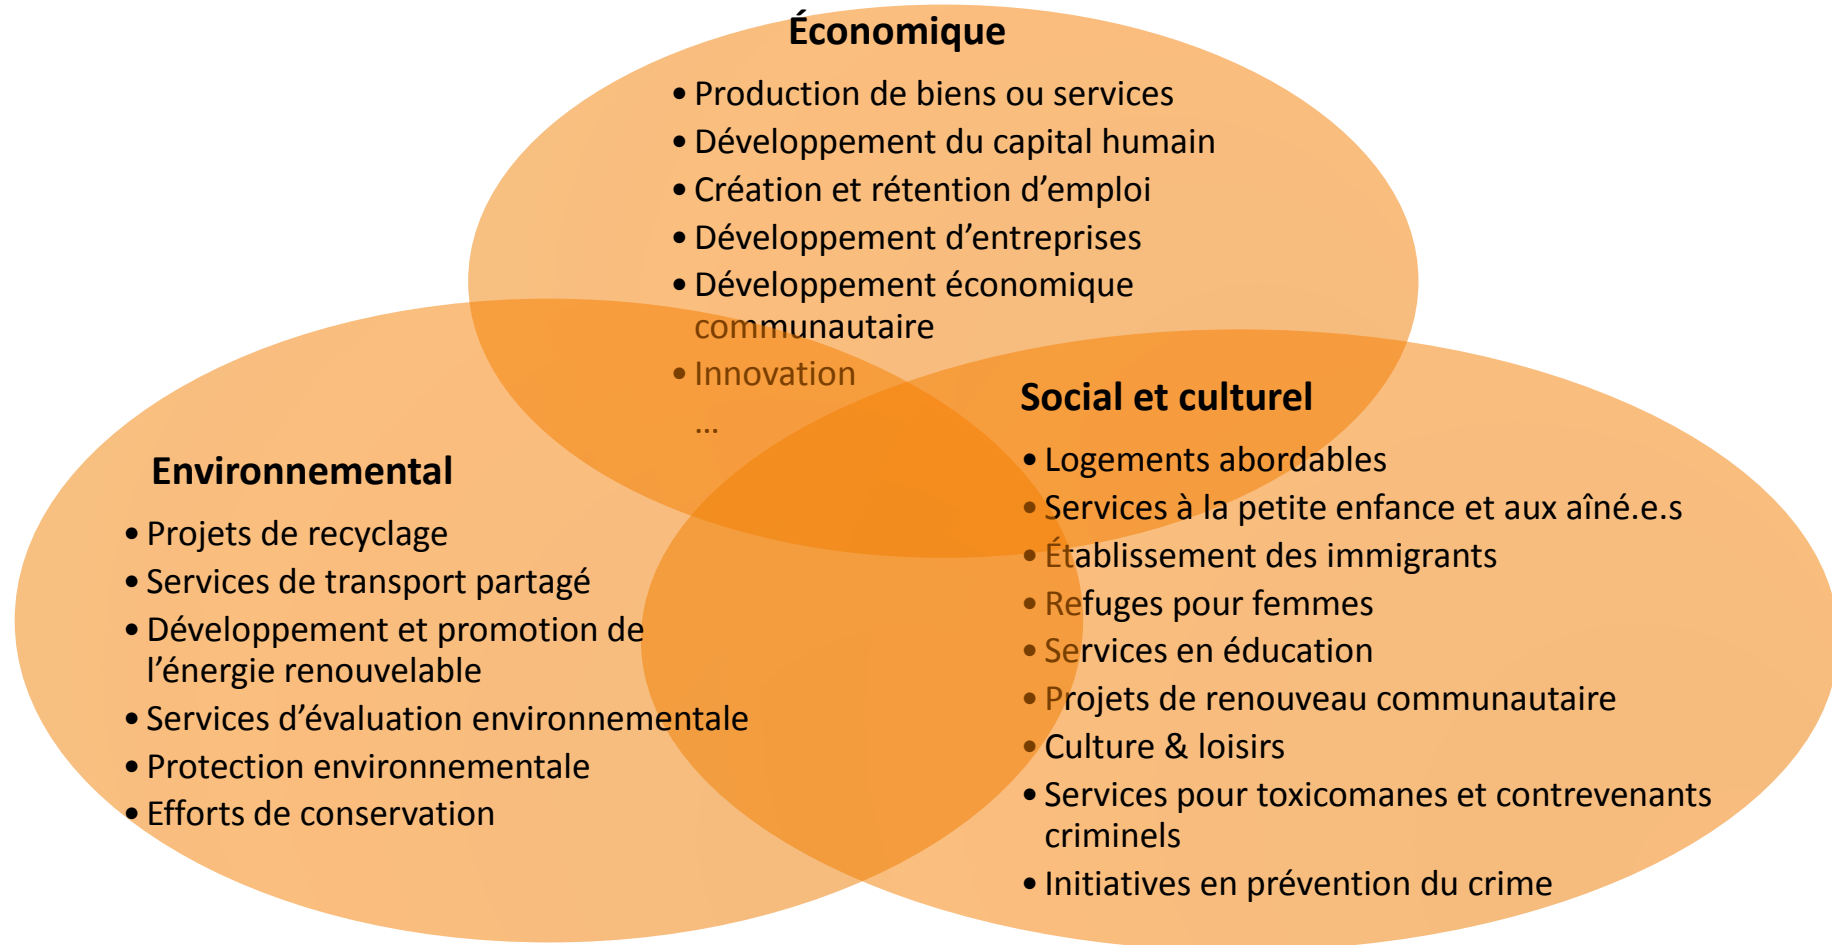 Économique
• Production de biens ou services
• Développement du capital humain
• Création et rétention d’emploi
• Développement d’entreprises
• Développement économique
communautaire
• Innovation
...
Environnemental
• Projets de recyclage
• Services de transport partagé
• Développement et promotion de
l’énergie renouvelable
• Services d’évaluation environnementale
• Protection environnementale
• Efforts de conservation
Social et culturel
• Logements abordables
• Services à la petite enfance et aux aîné.e.s
• Établissement des immigrants
• Refuges pour femmes
• Services en éducation
• Projets de renouveau communautaire
• Culture & loisirs
• Services pour toxicomanes et contrevenants
criminels
• Initiatives en prévention du crime